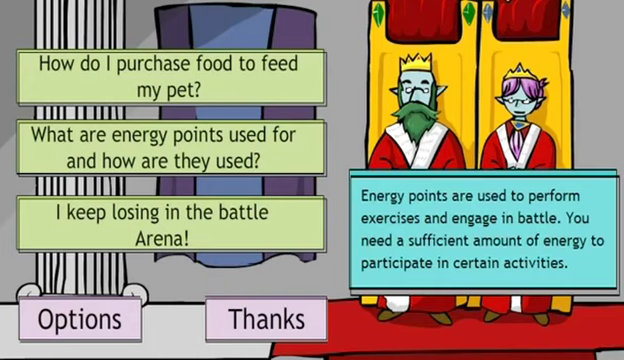 How do I purchase food to feed
my pet?
What are energy points used for
and how are they used?
I keep losing in the battle
Arena!
Energy points are used to perform
exercises and engage in battle. You
need a sufficient amount of energy to
participate in certain activities.
Options
Thanks